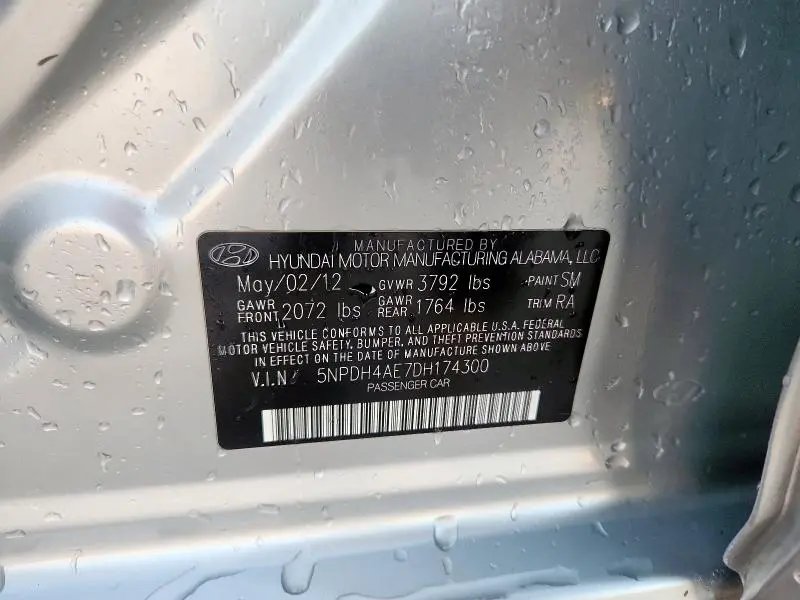 MANUFACTURED BY
HYUNDAI MOTOR MANUFACTURING ALABAMA, LLC
May/02/12 GVWR 3792 lbs PAINT SM
GAWR FRONT 2072 lbs GAWR REAR 1764 lbs TRIM RA
THIS VEHICLE CONFORMS TO ALL APPLICABLE U.S.A. FEDERAL
MOTOR VEHICLE SAFETY, BUMPER, AND THEFT PREVENTION STANDARDS
IN EFFECT ON THE DATE OF MANUFACTURE SHOWN ABOVE
V.I.N 5NPDH4AE7DH174300
PASSENGER CAR